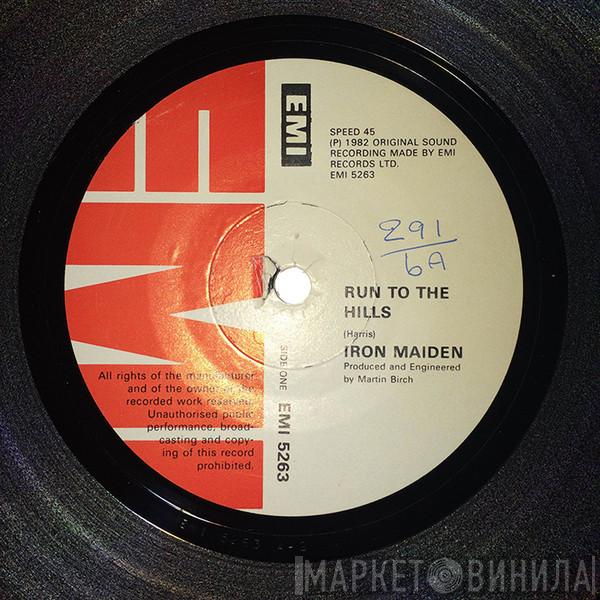 EMI
SPEED 45
(P) 1982 ORIGINAL SOUND
RECORDING MADE BY EMI
RECORDS LTD.
EMI 5263
291
6A
RUN TO THE
HILLS
(Harris)
IRON MAIDEN
Produced and Engineered
by Martin Birch
SIDE ONE EMI 5263
All rights of the manufacturer
and of the owner of the
recorded work reserved.
Unauthorised public
performance, broad-
casting and copy-
ing of this record
prohibited.
EMI
МАРКЕТ ВИНИЛА